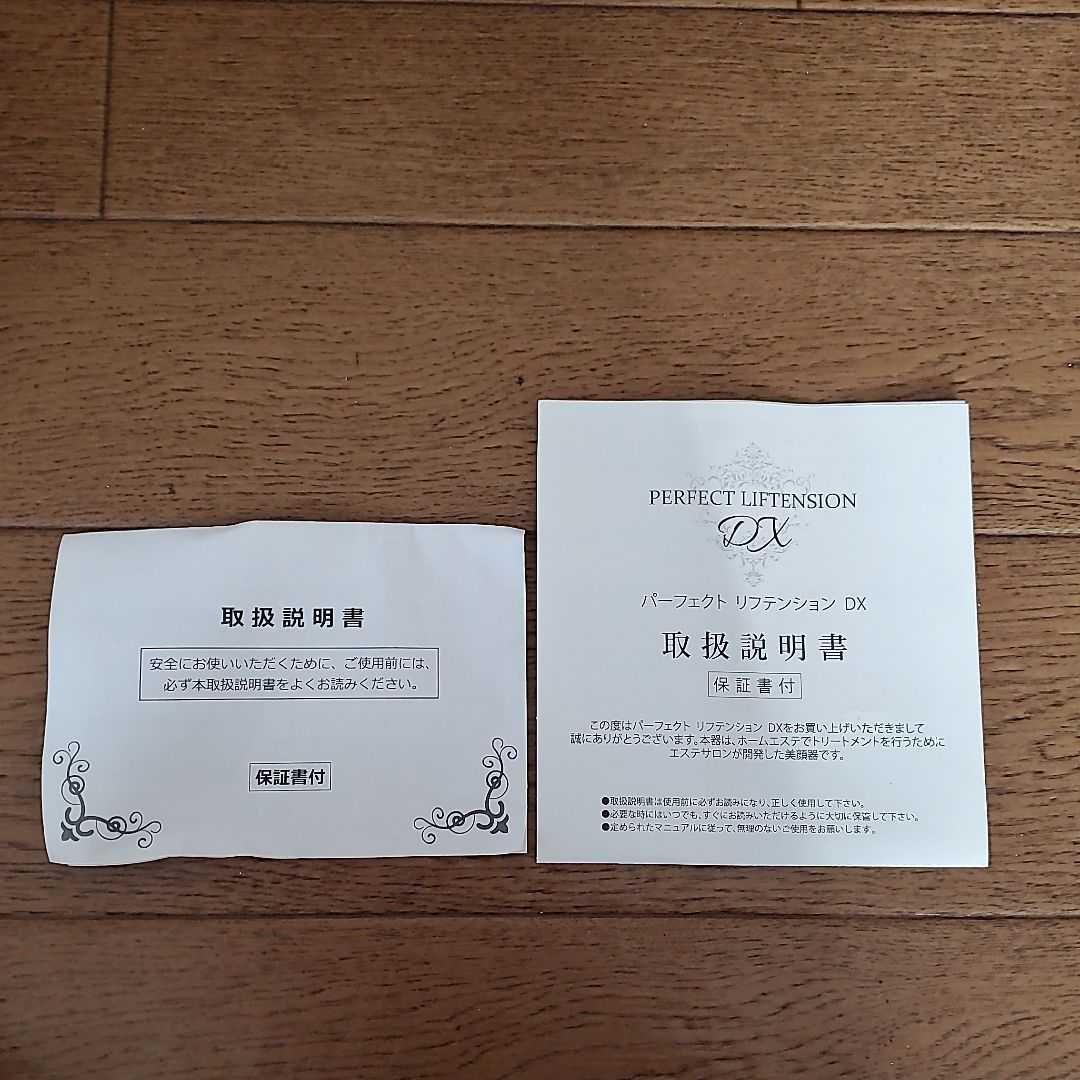 取扱説明書
安全にお使いいただくために、ご使用前には、
必ず本取扱説明書をよくお読みください。
保証書付
PERFECT LIFTENSION
DX
パーフェクト リフテンション DX
取扱説明書
保証書付
この度はパーフェクト リフテンション DXをお買い上げいただきまして
誠にありがとうございます。本器は、ホームエステでトリートメントを行うために
エステサロンが開発した美顔器です。
●取扱説明書は使用前に必ずお読みになり、正しく使用して下さい。
●必要な時にはいつでも、すぐにお読みいただけるように大切に保管して下さい。
●定められたマニュアルに従って、無理のないご使用をお願いします。